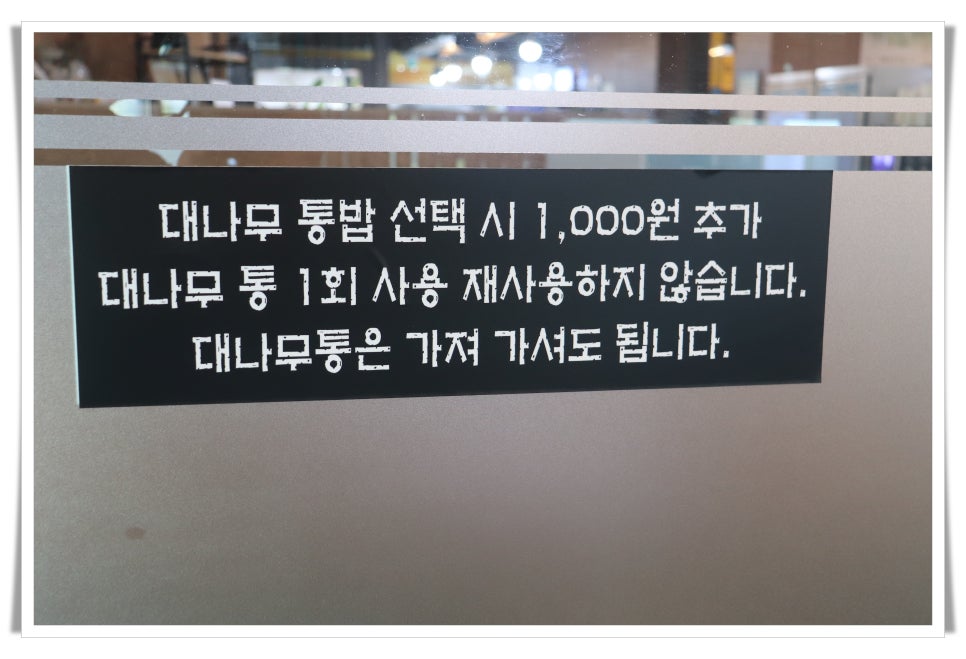 대나무 통밥 선택 시 1,000원 추가
대나무 통 1회 사용 재사용하지 않습니다.
대나무통은 가져 가셔도 됩니다.